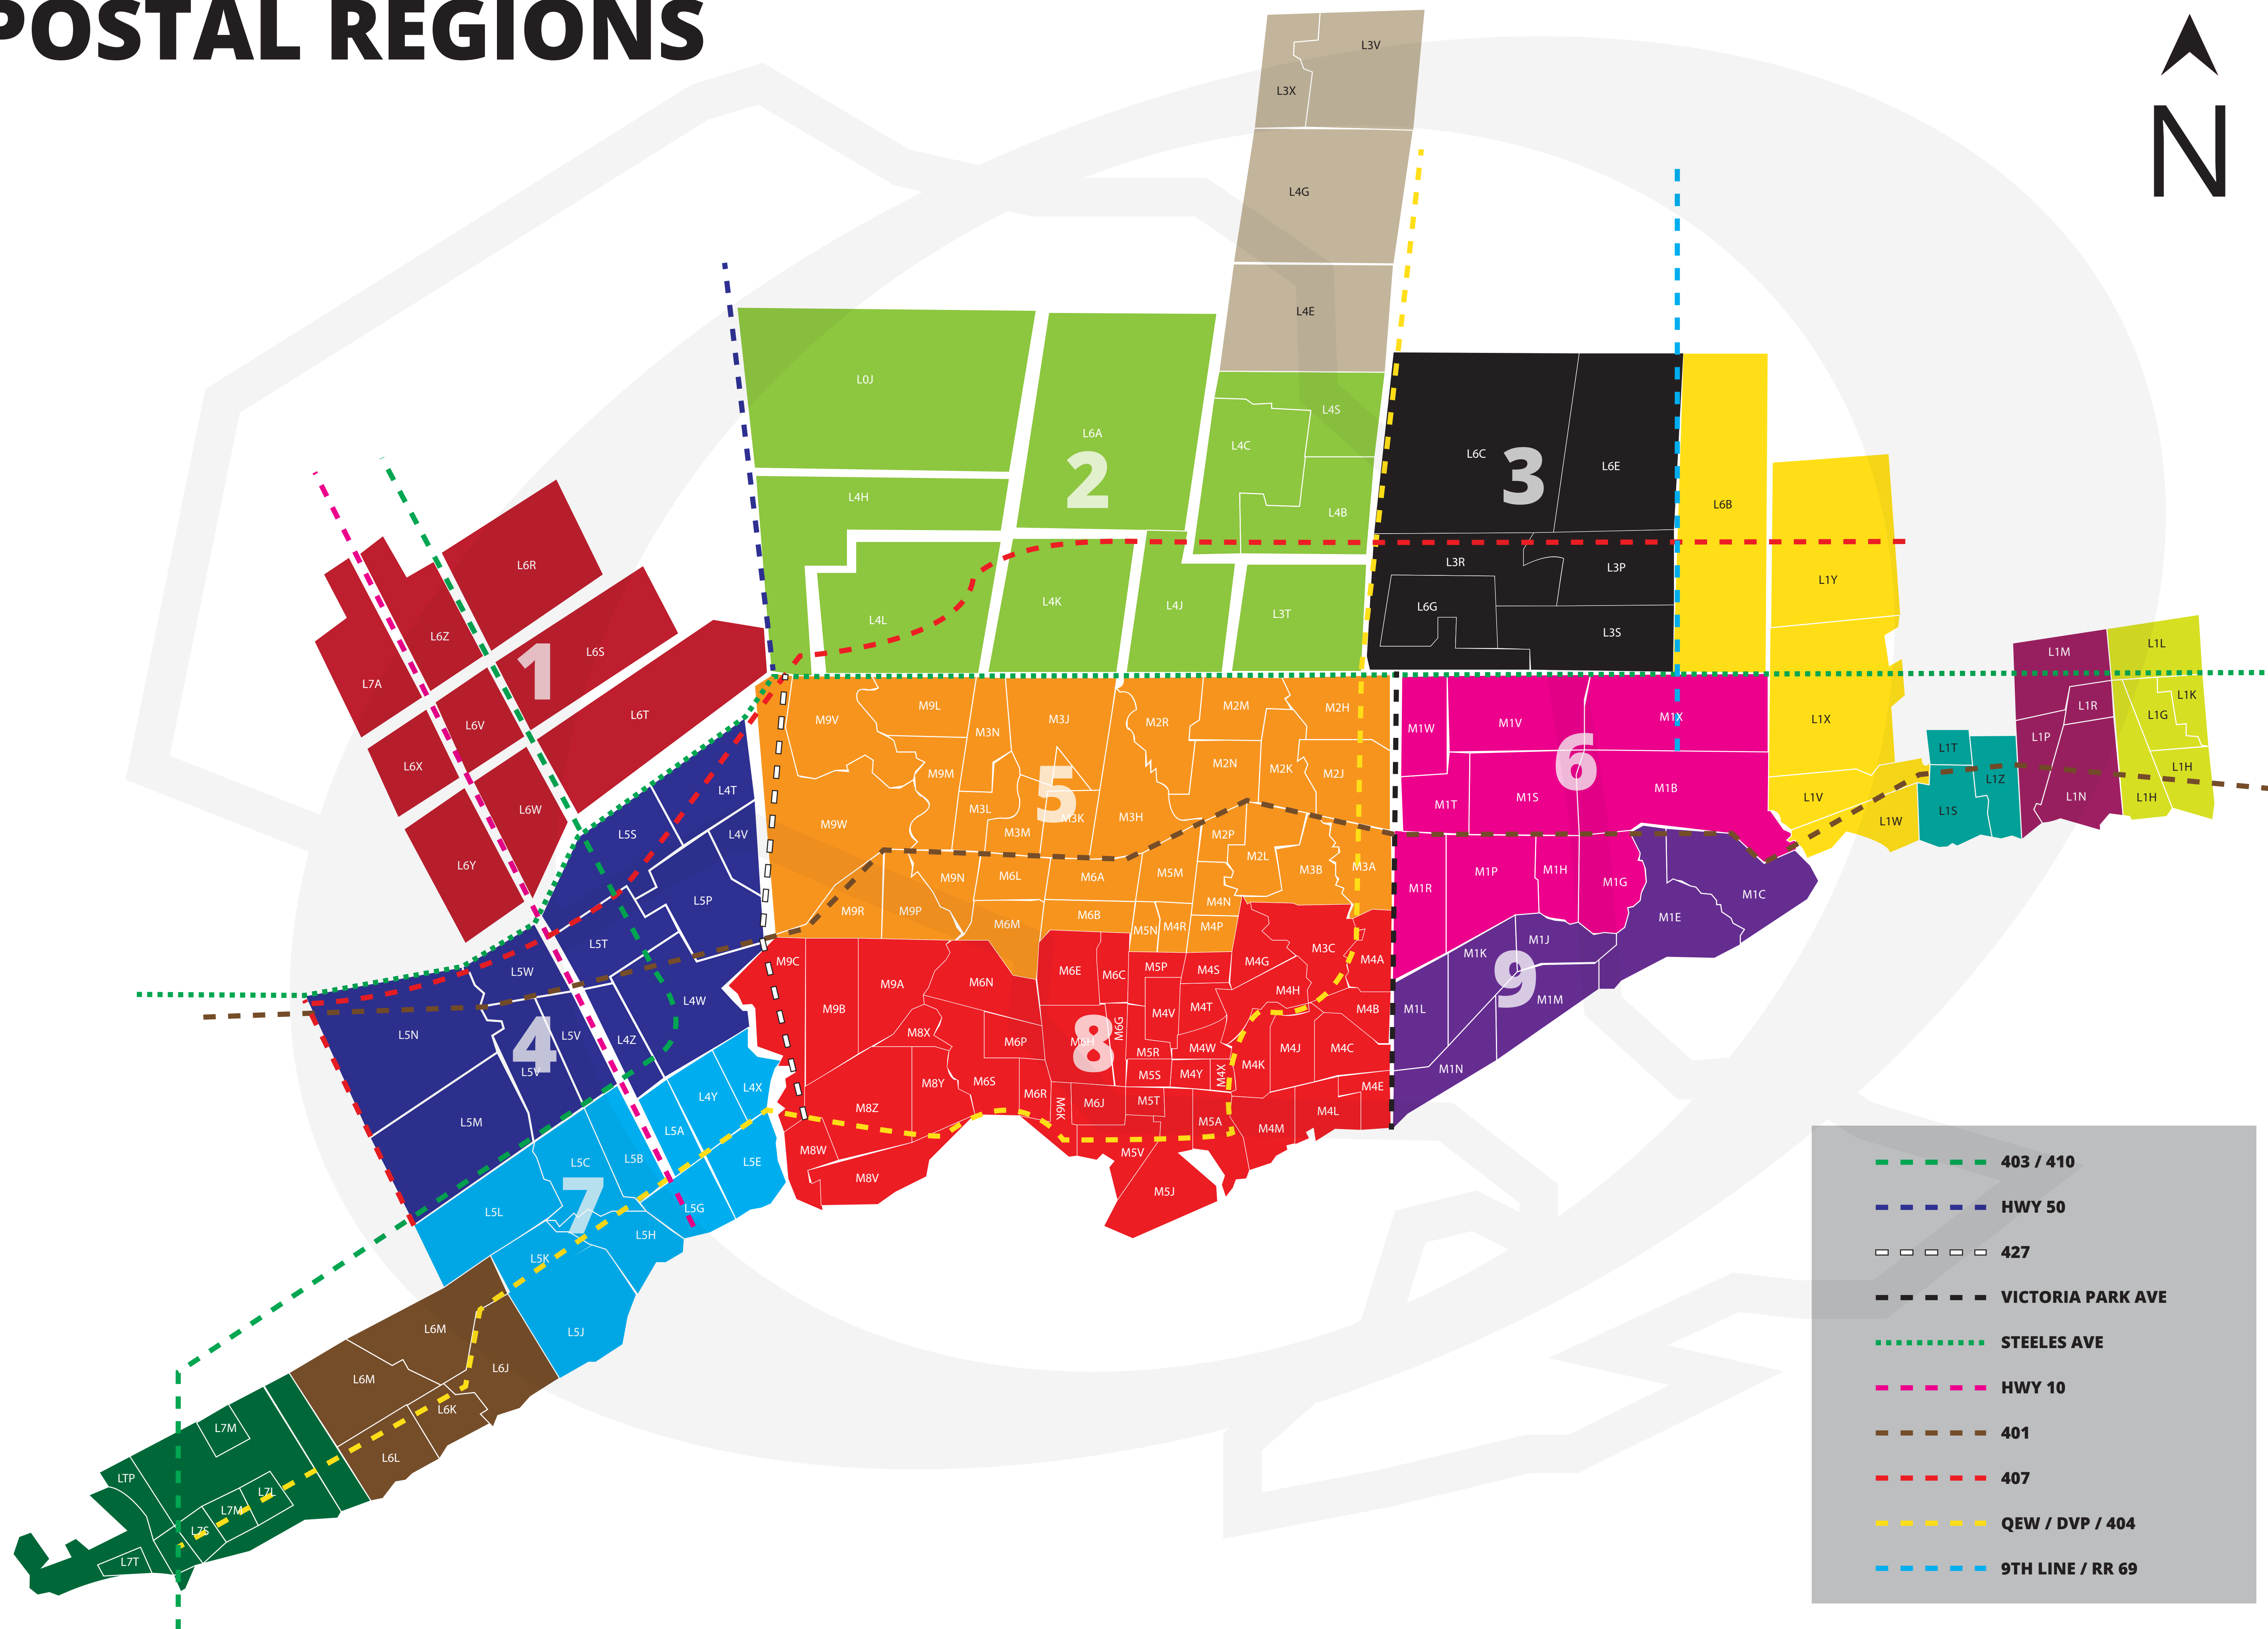 POSTAL REGIONS
N
L3V
L3X
L4G
L4E
L0J
L6A
2
L4S
L4C
L4B
L4H
L4L
L4K
L4J
L3T
L6C
3
L6E
L3R
L3P
L6G
L3S
L6B
L1Y
L1X
L1V
L1W
L1T
L1S
L1Z
L1M
L1R
L1P
L1N
L1L
L1K
L1G
L1H
L1H
L6R
L6Z
L6S
1
L7A
L6V
L6T
L6X
L6W
L6Y
L4T
L5S
L4V
L5P
L5T
L5W
L4W
L5N
4
L5V
L4Z
L5V
L5M
M9V
M9L
M3N
M3J
M2R
M2M
M2H
M9M
M2N
M2K
M2J
5
M9W
M3L
M3M
M3K
M3H
M2P
M2L
M3B
M3A
M9N
M6L
M6A
M5M
M4N
M9R
M9P
M6M
M6B
M5N
M4R
M4P
M1W
M1V
M1X
6
M1T
M1S
M1B
M1R
M1P
M1H
M1G
M1E
M1C
M1K
M1J
9
M1L
M1M
M1N
M9C
M9B
M9A
M6N
M6E
M6C
M5P
M4S
M4G
M3C
M4A
M4H
M4B
M8X
M6P
M6H
8
M6G
M4V
M4T
M5R
M4W
M4K
M4J
M4C
M8Z
M8Y
M6S
M6R
M6K
M6J
M5S
M4Y
M4X
M5T
M5A
M4E
M4L
M4M
M8W
M8V
M5V
M5J
L4X
L4Y
L5A
L5B
L5C
L5E
L5L
7
L5G
L5H
L5K
L5J
L6M
L6M
L6J
L6K
L6L
L7M
LTP
L7L
L7M
L7S
L7T
403 / 410
HWY 50
427
VICTORIA PARK AVE
STEELES AVE
HWY 10
401
407
QEW / DVP / 404
9TH LINE / RR 69